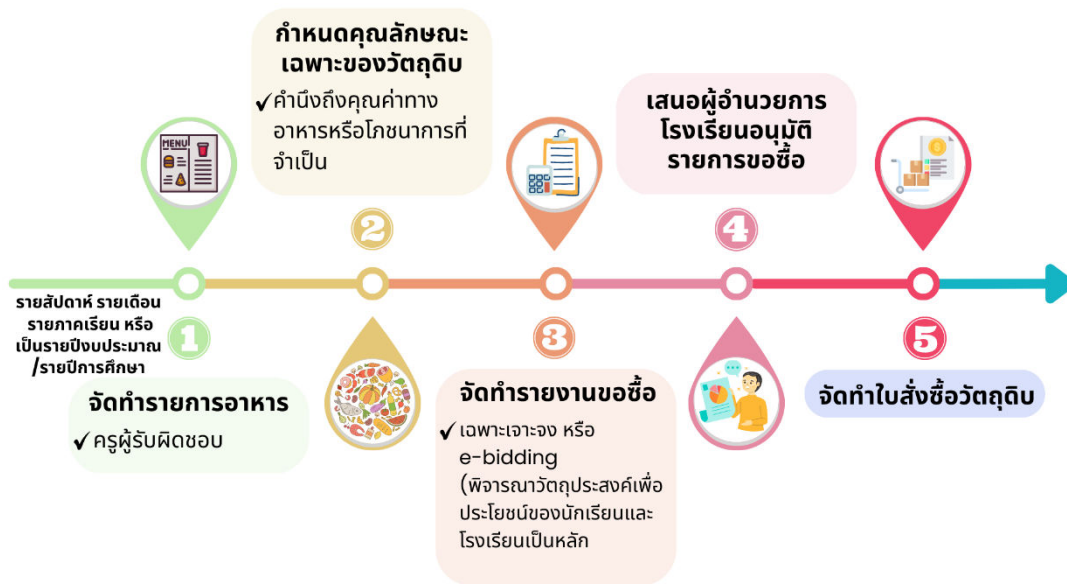 กำหนดคุณลักษณะ
เฉพาะของวัตถุดิบ
✓คำนึงถึงคุณค่าทาง
อาหารหรือโภชนาการที่
จำเป็น
เสนอผู้อำนวยการ
โรงเรียนอนุมัติ
รายการขอซื้อ
MENU
2
4
รายสัปดาห์ รายเดือน
รายภาคเรียน หรือ
เป็นรายปีงบประมาณ
/รายปีการศึกษา
1
3
5
จัดทำรายการอาหาร
✓ ครูผู้รับผิดชอบ
จัดทำรายงานขอซื้อ
✓ เฉพาะเจาะจง หรือ
e-bidding
(พิจารณาวัตถุประสงค์เพื่อ
ประโยชน์ของนักเรียนและ
โรงเรียนเป็นหลัก
จัดทำใบสั่งซื้อวัตถุดิบ